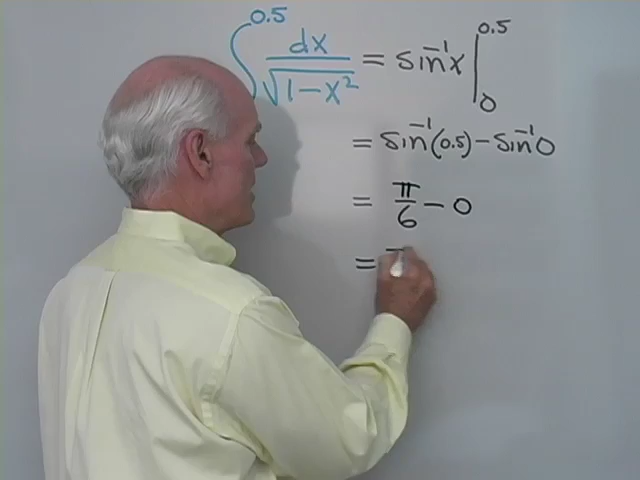 ∫^0.5 dx/√(1-x²) = sin⁻¹x |₀^0.5
= sin⁻¹(0.5) - sin⁻¹0
= π/6 - 0
=